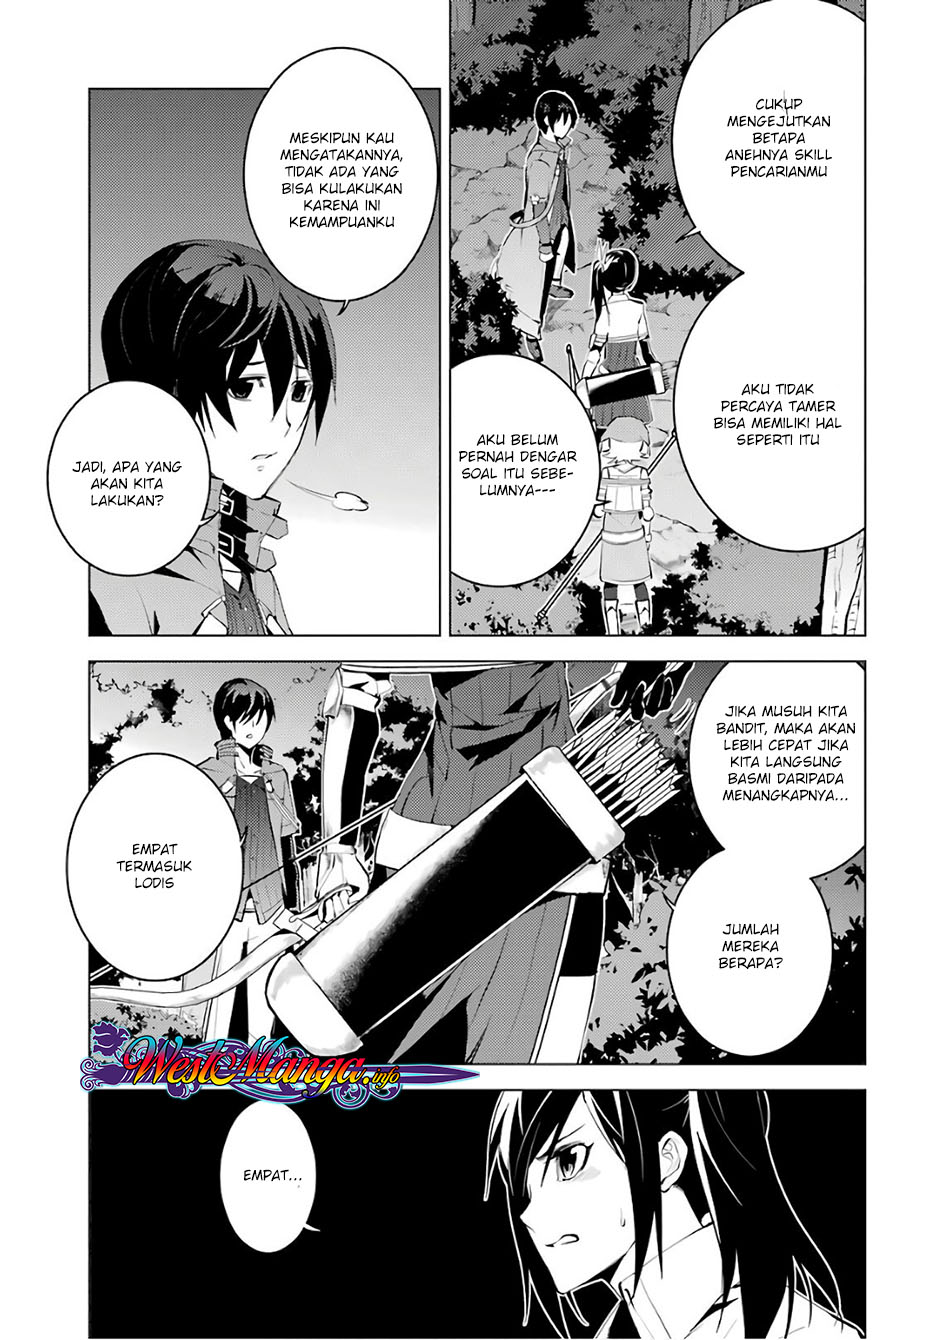 CUKUP
MENGEJUTKAN
BETAPA
ANEHNYA SKILL
PENCARIANMU
AKU TIDAK
PERCAYA TAMER
BISA MEMILIKI HAL
SEPERTI ITU
AKU BELUM
PERNAH DENGAR
SOAL ITU SEBE-
LUMNYA---
MESKIPUN KAU
MENGATAKANNYA,
TIDAK ADA YANG
BISA KULAKUKAN
KARENA INI
KEMAMPUANKU
JADI, APA YANG
AKAN KITA
LAKUKAN?
JIKA MUSUH KITA
BANDIT, MAKA AKAN
LEBIH CEPAT JIKA
KITA LANGSUNG
BASMI DARIPADA
MENANGKAPNYA...
JUMLAH
MEREKA
BERAPA?
EMPAT
TERMASUK
LODIS
WestManga.info
EMPAT...